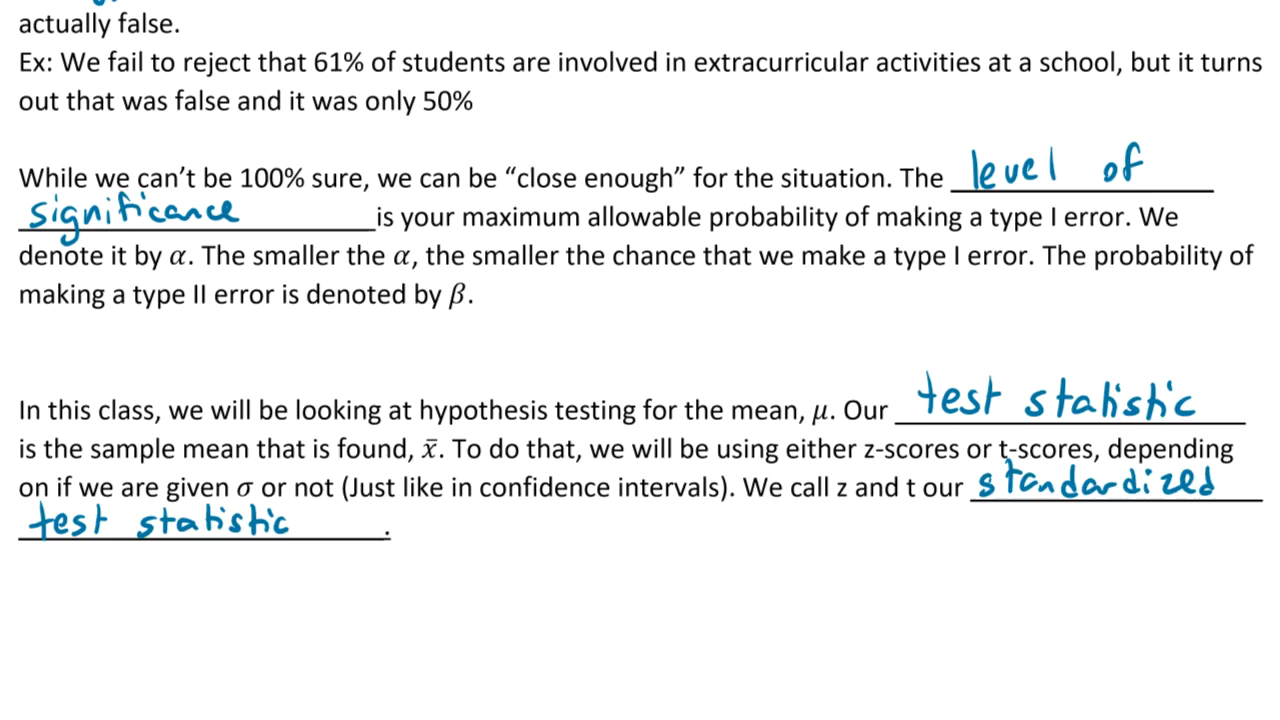 actually false.
Ex: We fail to reject that 61% of students are involved in extracurricular activities at a school, but it turns
out that was false and it was only 50%
While we can’t be 100% sure, we can be “close enough” for the situation. The level of
significance is your maximum allowable probability of making a type I error. We
denote it by α. The smaller the α, the smaller the chance that we make a type I error. The probability of
making a type II error is denoted by β.
In this class, we will be looking at hypothesis testing for the mean, μ. Our test statistic
is the sample mean that is found, x̄. To do that, we will be using either z-scores or t-scores, depending
on if we are given σ or not (Just like in confidence intervals). We call z and t our standardized
test statistic.